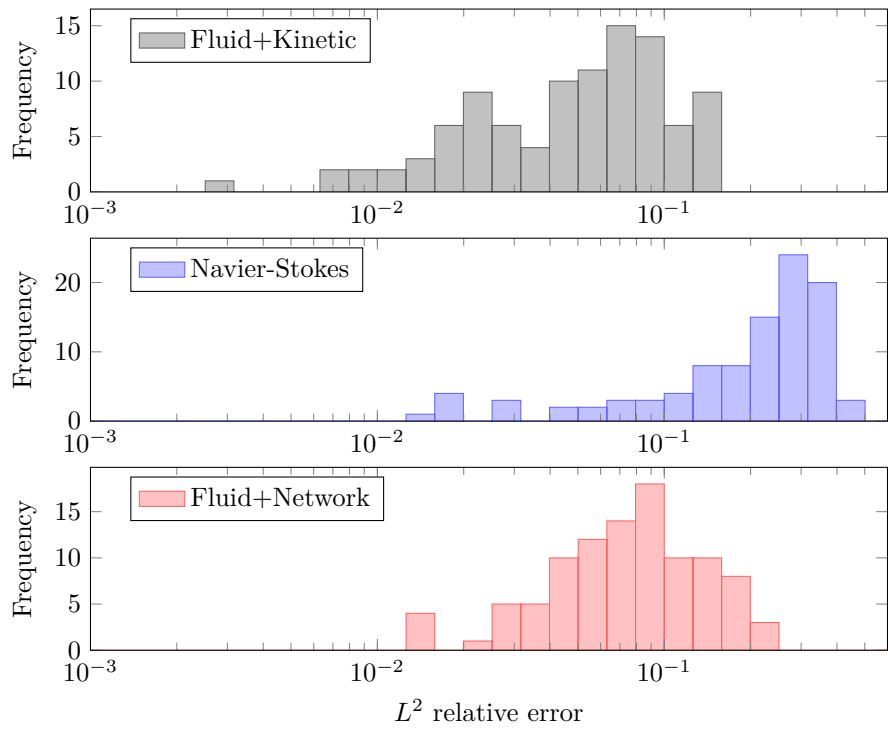 15
10
5
0
Frequency
Fluid+Kinetic
10⁻³
10⁻²
10⁻¹
20
10
0
Frequency
Navier-Stokes
10⁻³
10⁻²
10⁻¹
15
10
5
0
Frequency
Fluid+Network
10⁻³
10⁻²
10⁻¹
L² relative error